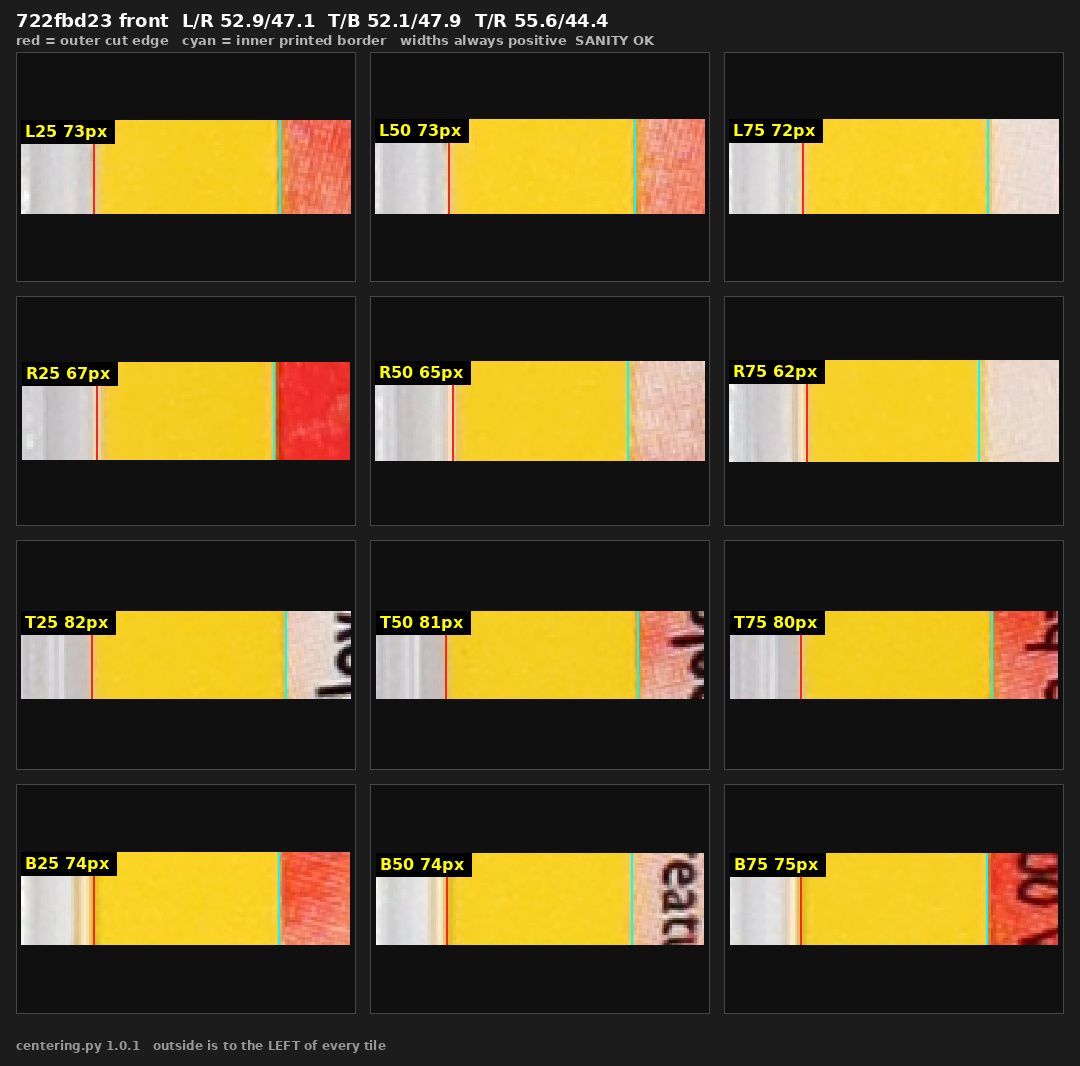 722fbd23 front  L/R 52.9/47.1  T/B 52.1/47.9  T/R 55.6/44.4
red = outer cut edge   cyan = inner printed border   widths always positive  SANITY OK
L25 73px
L50 73px
L75 72px
R25 67px
R50 65px
R75 62px
T25 82px
T50 81px
T75 80px
B25 74px
B50 74px
B75 75px
centering.py 1.0.1   outside is to the LEFT of every tile